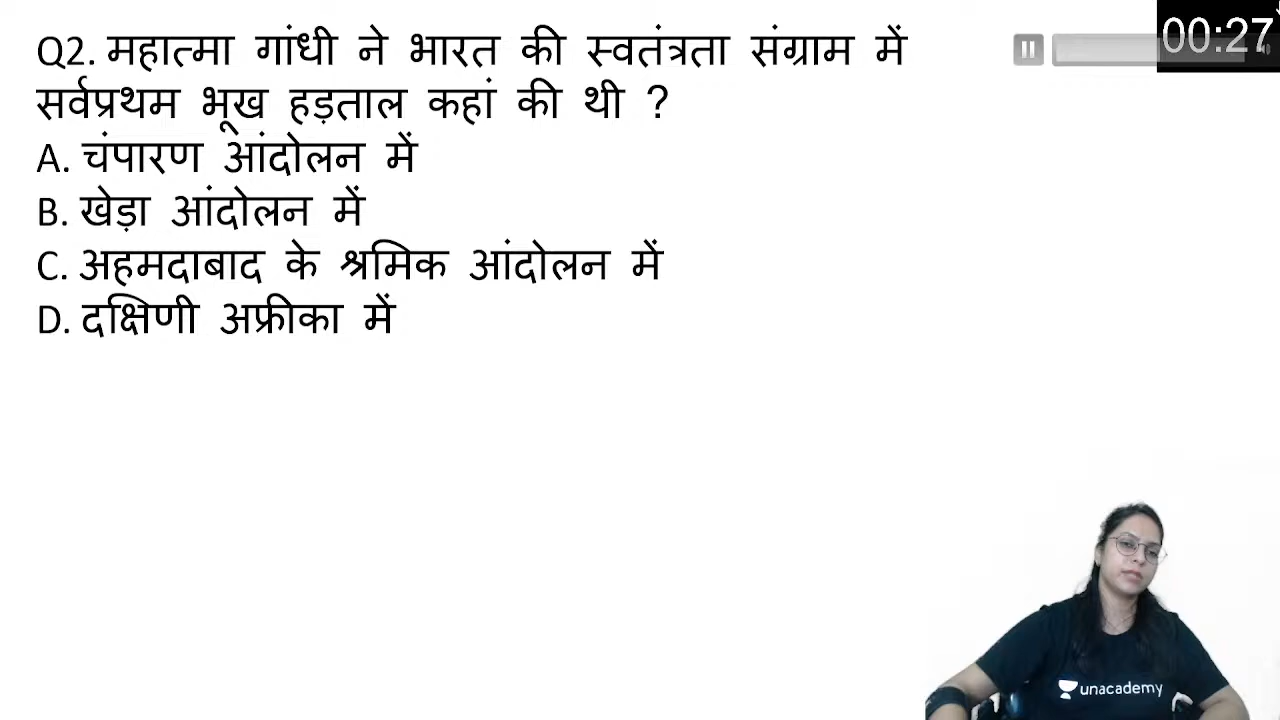 Q2. महात्मा गांधी ने भारत की स्वतंत्रता संग्राम में
सर्वप्रथम भूख हड़ताल कहां की थी ?
A. चंपारण आंदोलन में
B. खेड़ा आंदोलन में
C. अहमदाबाद के श्रमिक आंदोलन में
D. दक्षिणी अफ्रीका में
00:27
unacademy